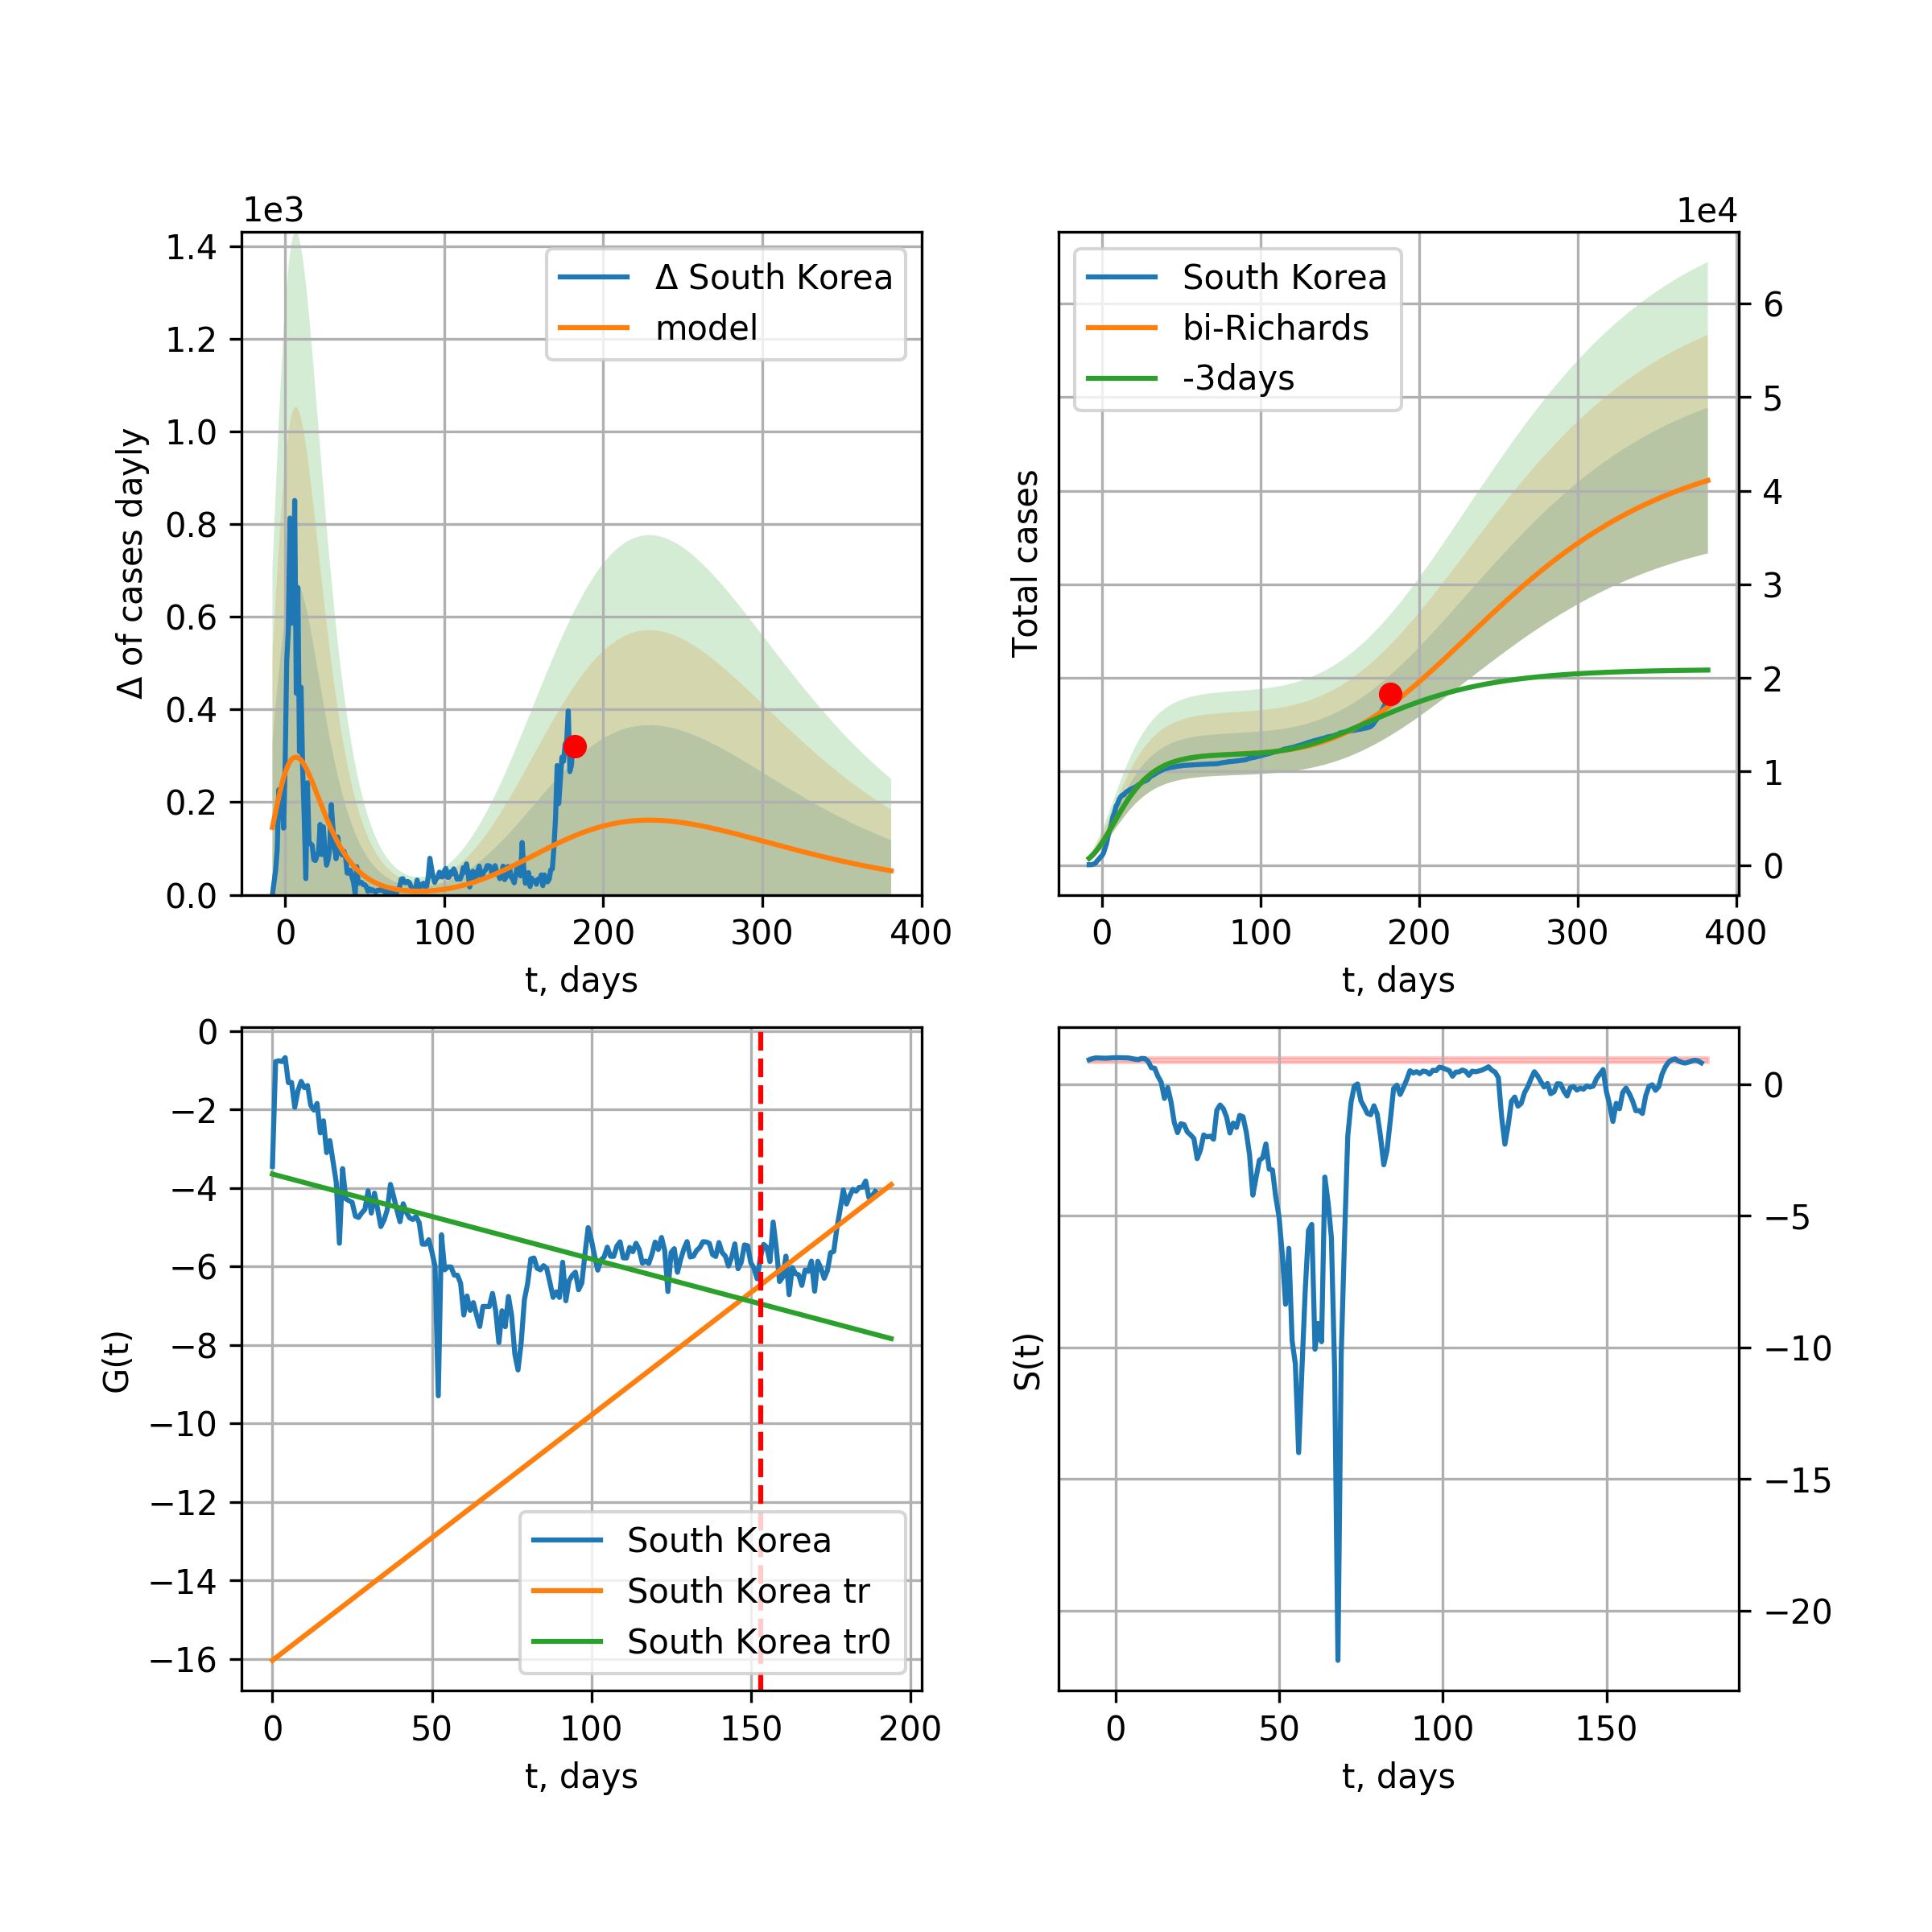 1e3
1.4
1.2
1.0
0.8
0.6
0.4
0.2
0.0
Δ of cases dayly
Δ South Korea
model
0 100 200 300 400
t, days
1e4
South Korea
bi-Richards
-3days
Total cases
6
5
4
3
2
1
0
0 100 200 300 400
t, days
0
−2
−4
−6
−8
−10
−12
−14
−16
G(t)
South Korea
South Korea tr
South Korea tr0
0 50 100 150 200
t, days
S(t)
0
−5
−10
−15
−20
0 50 100 150
t, days